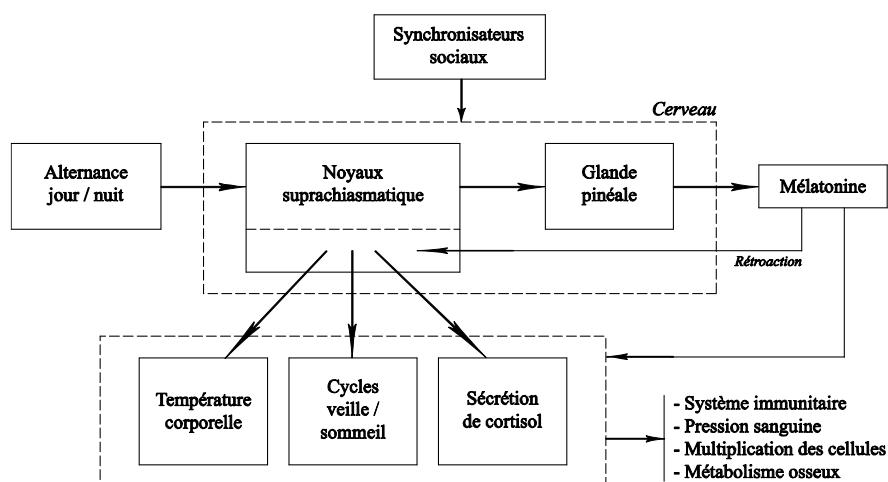 Synchronisateurs
sociaux
Cerveau
Alternance
jour / nuit
Noyaux
suprachiasmatique
Glande
pinéale
Mélatonine
Rétroaction
Température
corporelle
Cycles
veille /
sommeil
Sécrétion
de cortisol
- Système immunitaire
- Pression sanguine
- Multiplication des cellules
- Métabolisme osseux